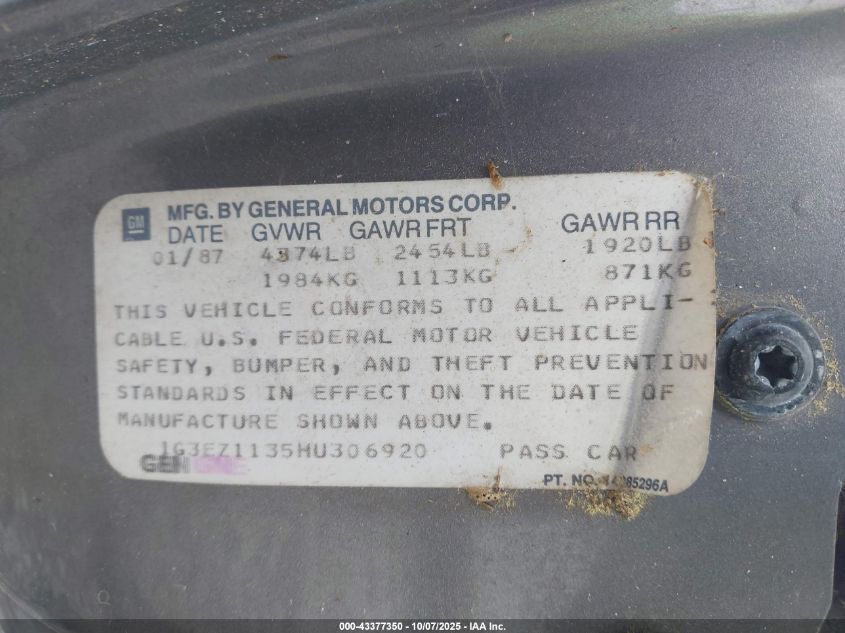 GM MFG. BY GENERAL MOTORS CORP.
DATE GVWR GAWR FRT GAWR RR
01/87 4374LB 2454LB 1920LB
1984KG 1113KG 871KG
THIS VEHICLE CONFORMS TO ALL APPLI-
CABLE U.S. FEDERAL MOTOR VEHICLE
SAFETY, BUMPER, AND THEFT PREVENTION
STANDARDS IN EFFECT ON THE DATE OF
MANUFACTURE SHOWN ABOVE.
1G3EZ1135HU306920 PASS CAR
PT. NO.
000-43377350 • 10/07/2025 • IAA Inc.